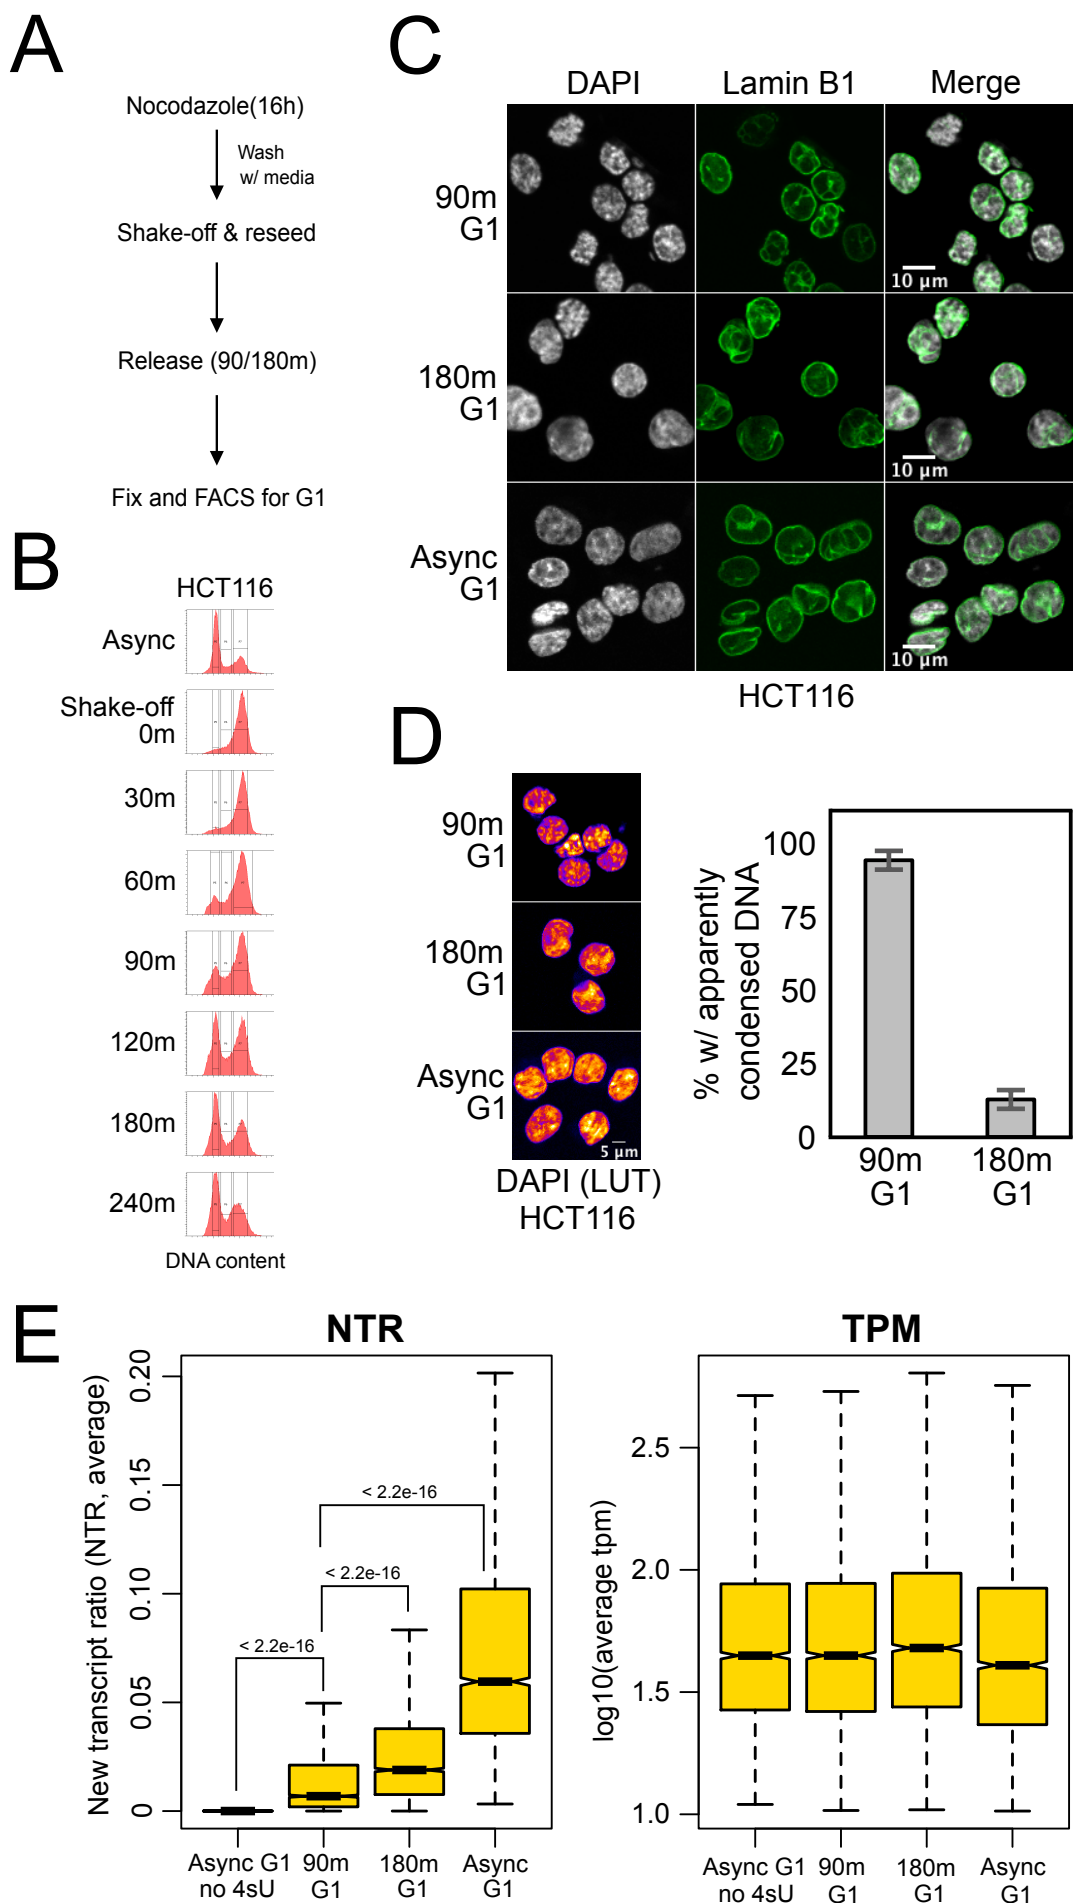 A
Nocodazole(16h)
Wash
w/ media
Shake-off & reseed
Release (90/180m)
Fix and FACS for G1
B
HCT116
Async
Shake-off
0m
30m
60m
90m
120m
180m
240m
DNA content
C
DAPI
Lamin B1
Merge
90m
G1
10 µm
180m
G1
10 µm
Async
G1
10 µm
HCT116
D
90m
G1
180m
G1
Async
G1
5 µm
DAPI (LUT)
HCT116
% w/ apparently
condensed DNA
100
75
50
25
0
90m
G1
180m
G1
E
NTR
New transcript ratio (NTR, average)
0.20
0.15
0.10
0.05
0
< 2.2e-16
< 2.2e-16
< 2.2e-16
Async G1
no 4sU
90m
G1
180m
G1
Async
G1
TPM
log10(average tpm)
2.5
2.0
1.5
1.0
Async G1
no 4sU
90m
G1
180m
G1
Async
G1